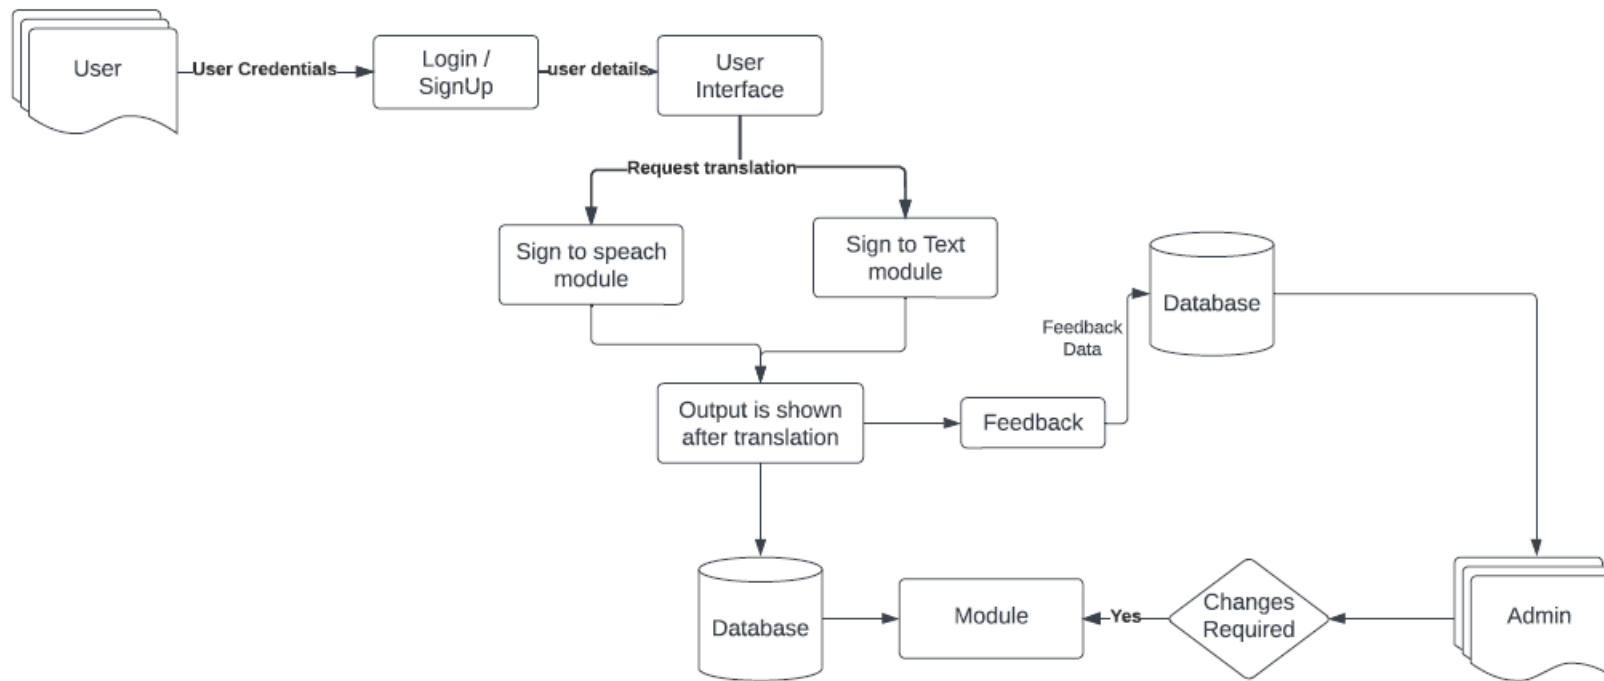 User
User Credentials
Login /
SignUp
user details
User
Interface
Request translation
Sign to speach
module
Sign to Text
module
Feedback
Data
Database
Output is shown
after translation
Feedback
Database
Module
Yes
Changes
Required
Admin